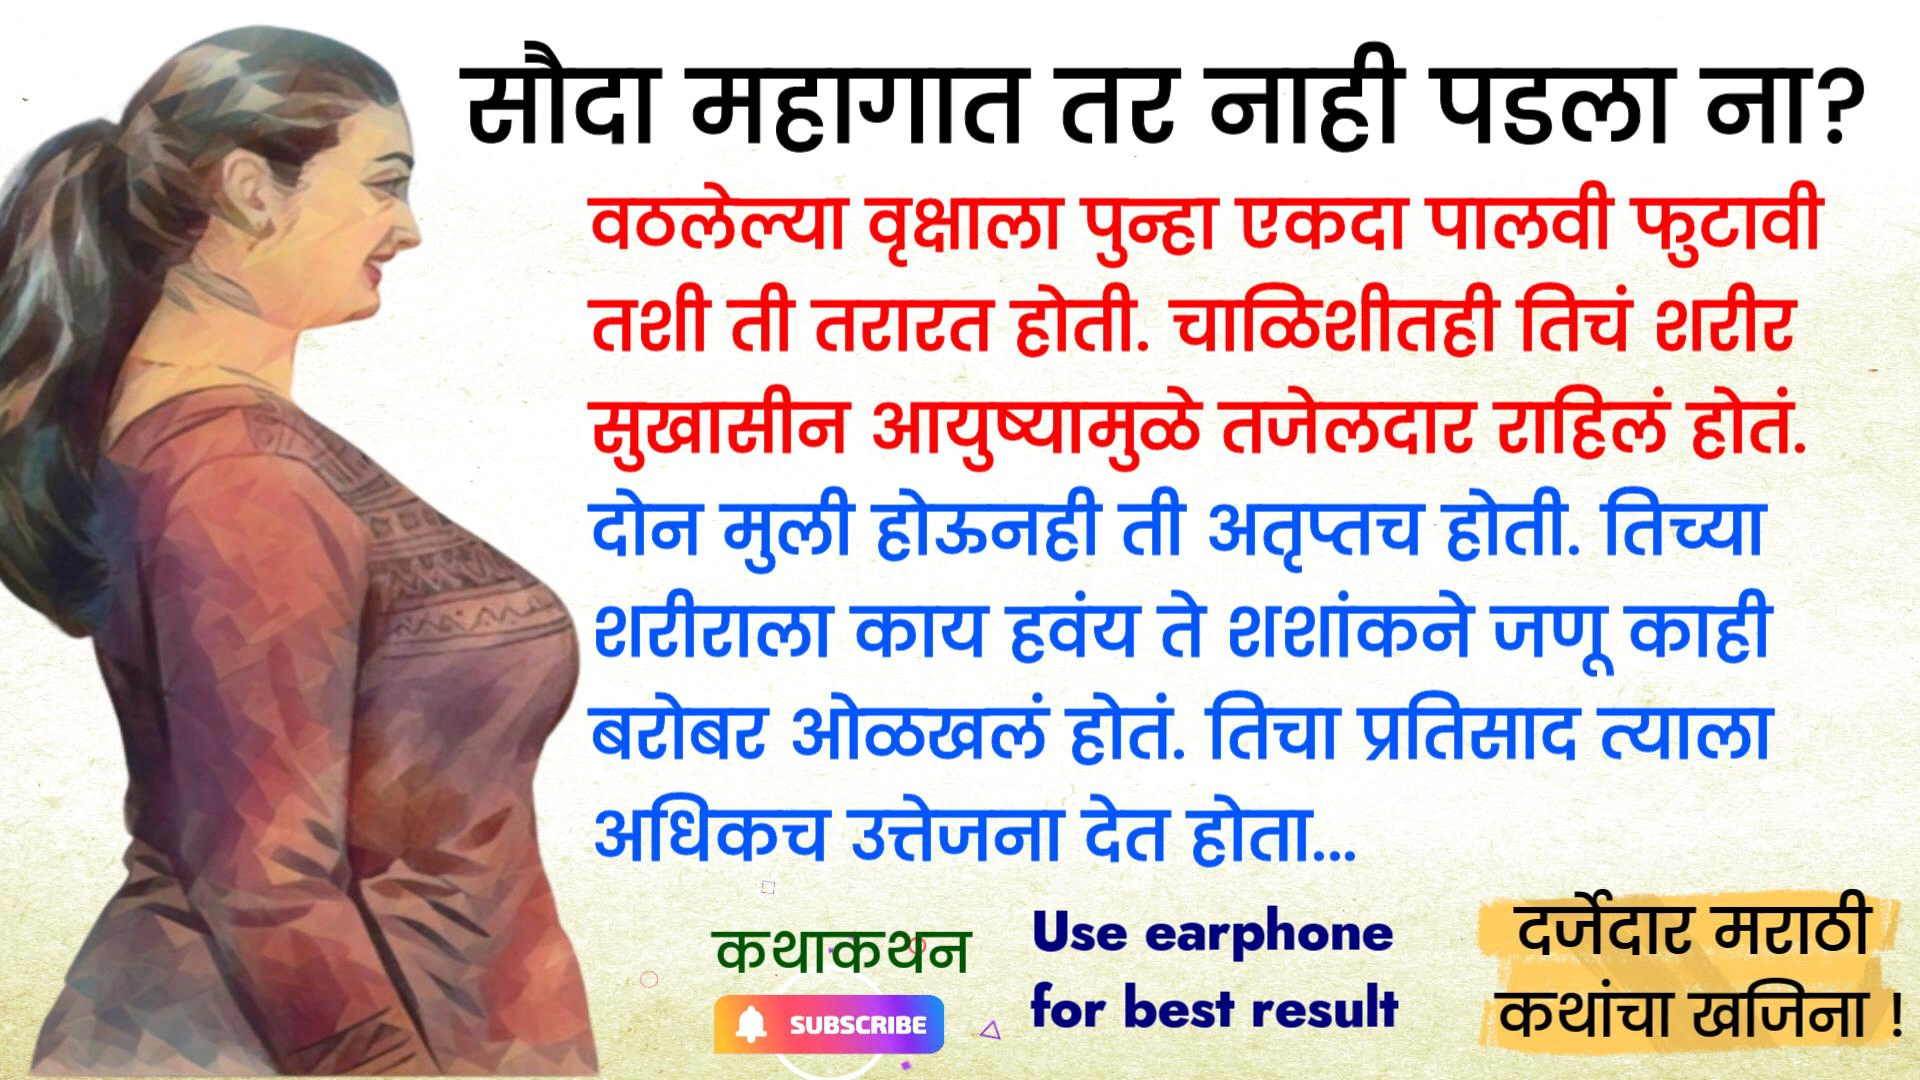 सौदा महागात तर नाही पडला ना?
वठलेल्या वृक्षाला पुन्हा एकदा पालवी फुटावी
तशी ती तरारत होती. चाळिशीतही तिचं शरीर
सुखासीन आयुष्यामुळे तजेलदार राहिलं होतं.
दोन मुली होऊनही ती अतृप्तच होती. तिच्या
शरीराला काय हवंय ते शशांकने जणू काही
बरोबर ओळखलं होतं. तिचा प्रतिसाद त्याला
अधिकच उत्तेजना देत होता...
कथाकथन
SUBSCRIBE
Use earphone
for best result
दर्जेदार मराठी
कथांचा खजिना !